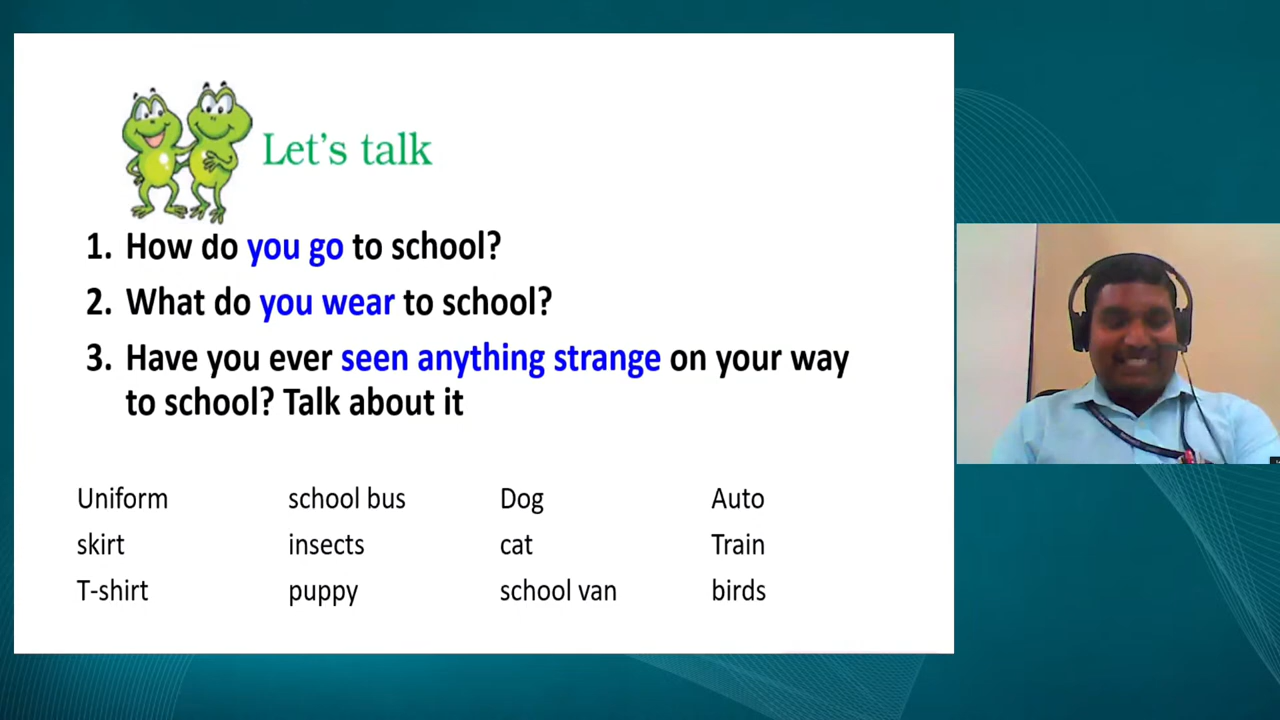 Let's talk
1. How do you go to school?
2. What do you wear to school?
3. Have you ever seen anything strange on your way
to school? Talk about it
Uniform school bus Dog Auto
skirt insects cat Train
T-shirt puppy school van birds